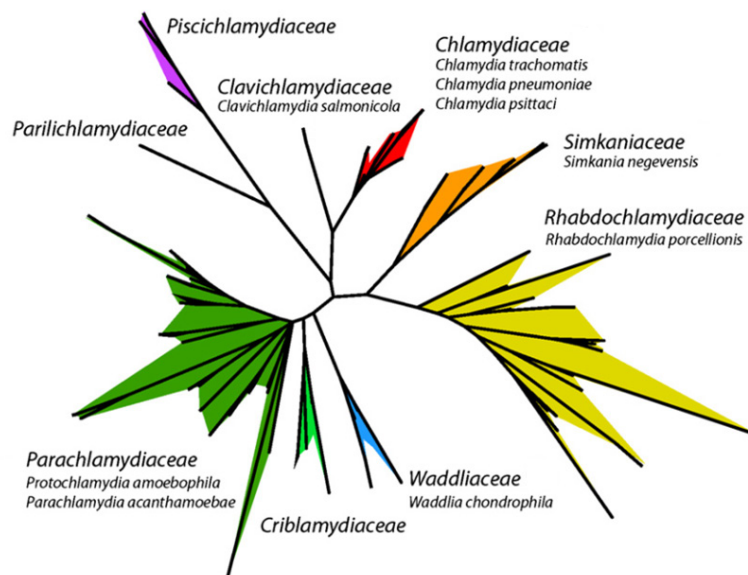 Piscichlamydiaceae
Chlamydiaceae
Chlamydia trachomatis
Chlamydia pneumoniae
Chlamydia psittaci
Clavichlamydiaceae
Clavichlamydia salmonicola
Parilichlamydiaceae
Simkaniaceae
Simkania negevensis
Rhabdochlamydiaceae
Rhabdochlamydia porcellionis
Parachlamydiaceae
Protochlamydia amoebophila
Parachlamydia acanthamoebae
Waddliaceae
Waddlia chondrophila
Criblamydiaceae